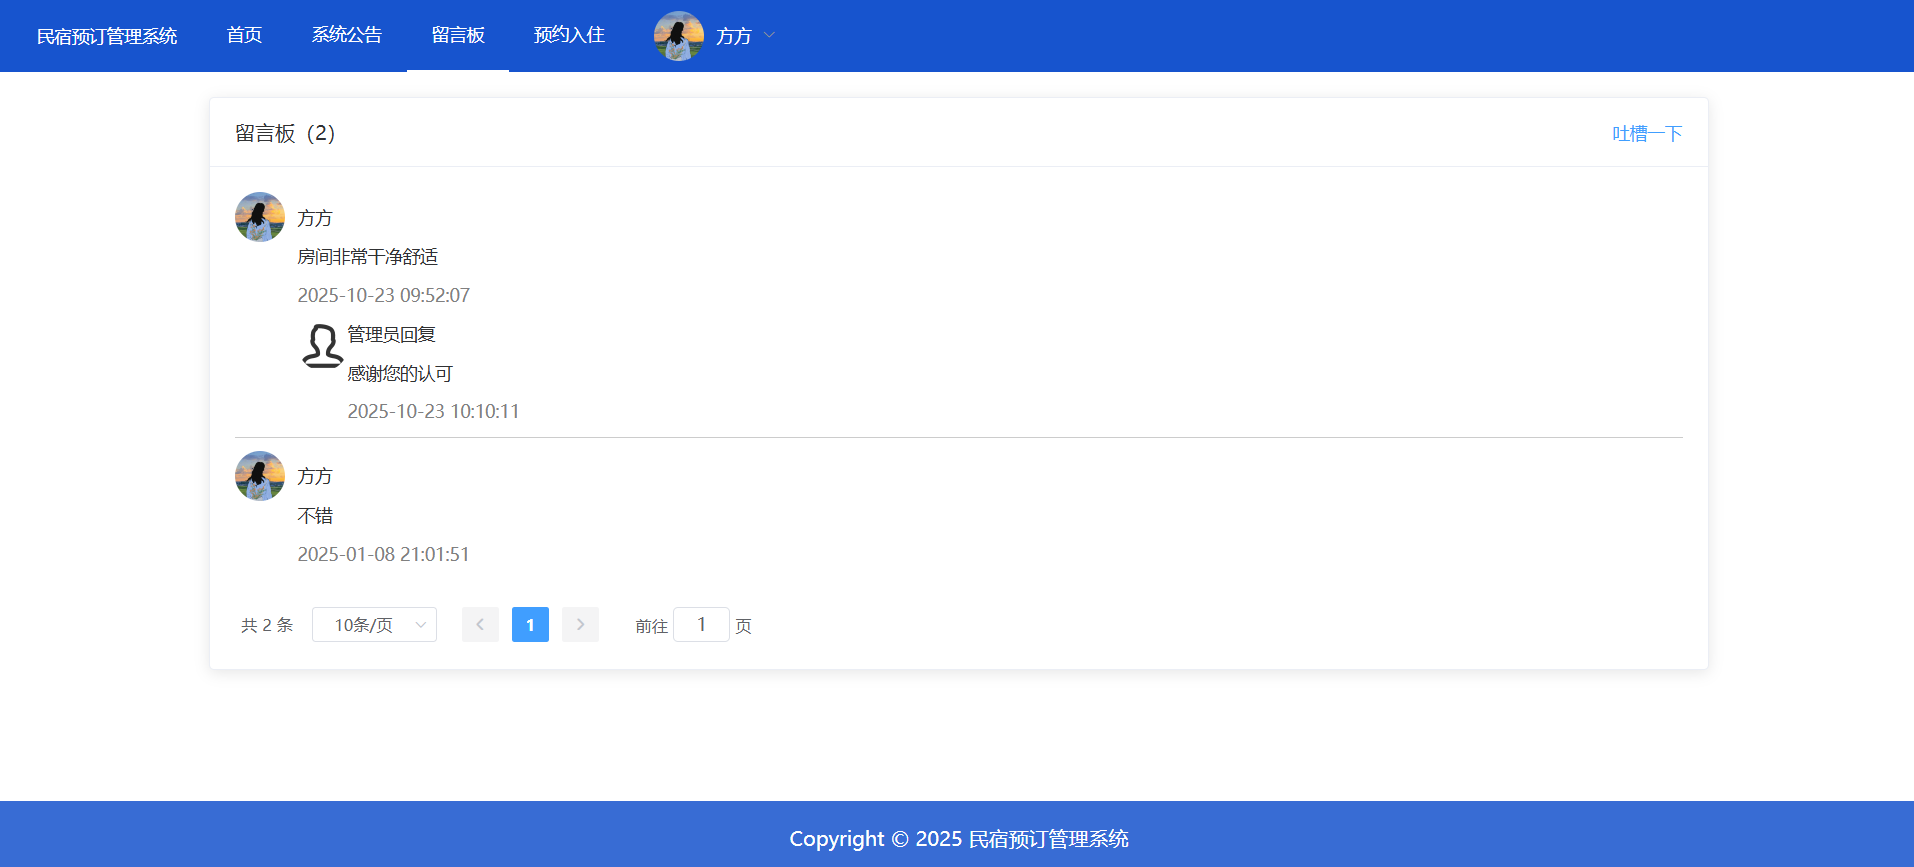 民宿预订管理系统 首页 系统公告 留言板 预约入住 方方
留言板（2） 吐槽一下
方方
房间非常干净舒适
2025-10-23 09:52:07
管理员回复
感谢您的认可
2025-10-23 10:10:11
方方
不错
2025-01-08 21:01:51
共 2 条 10条/页 1 前往 1 页
Copyright © 2025 民宿预订管理系统